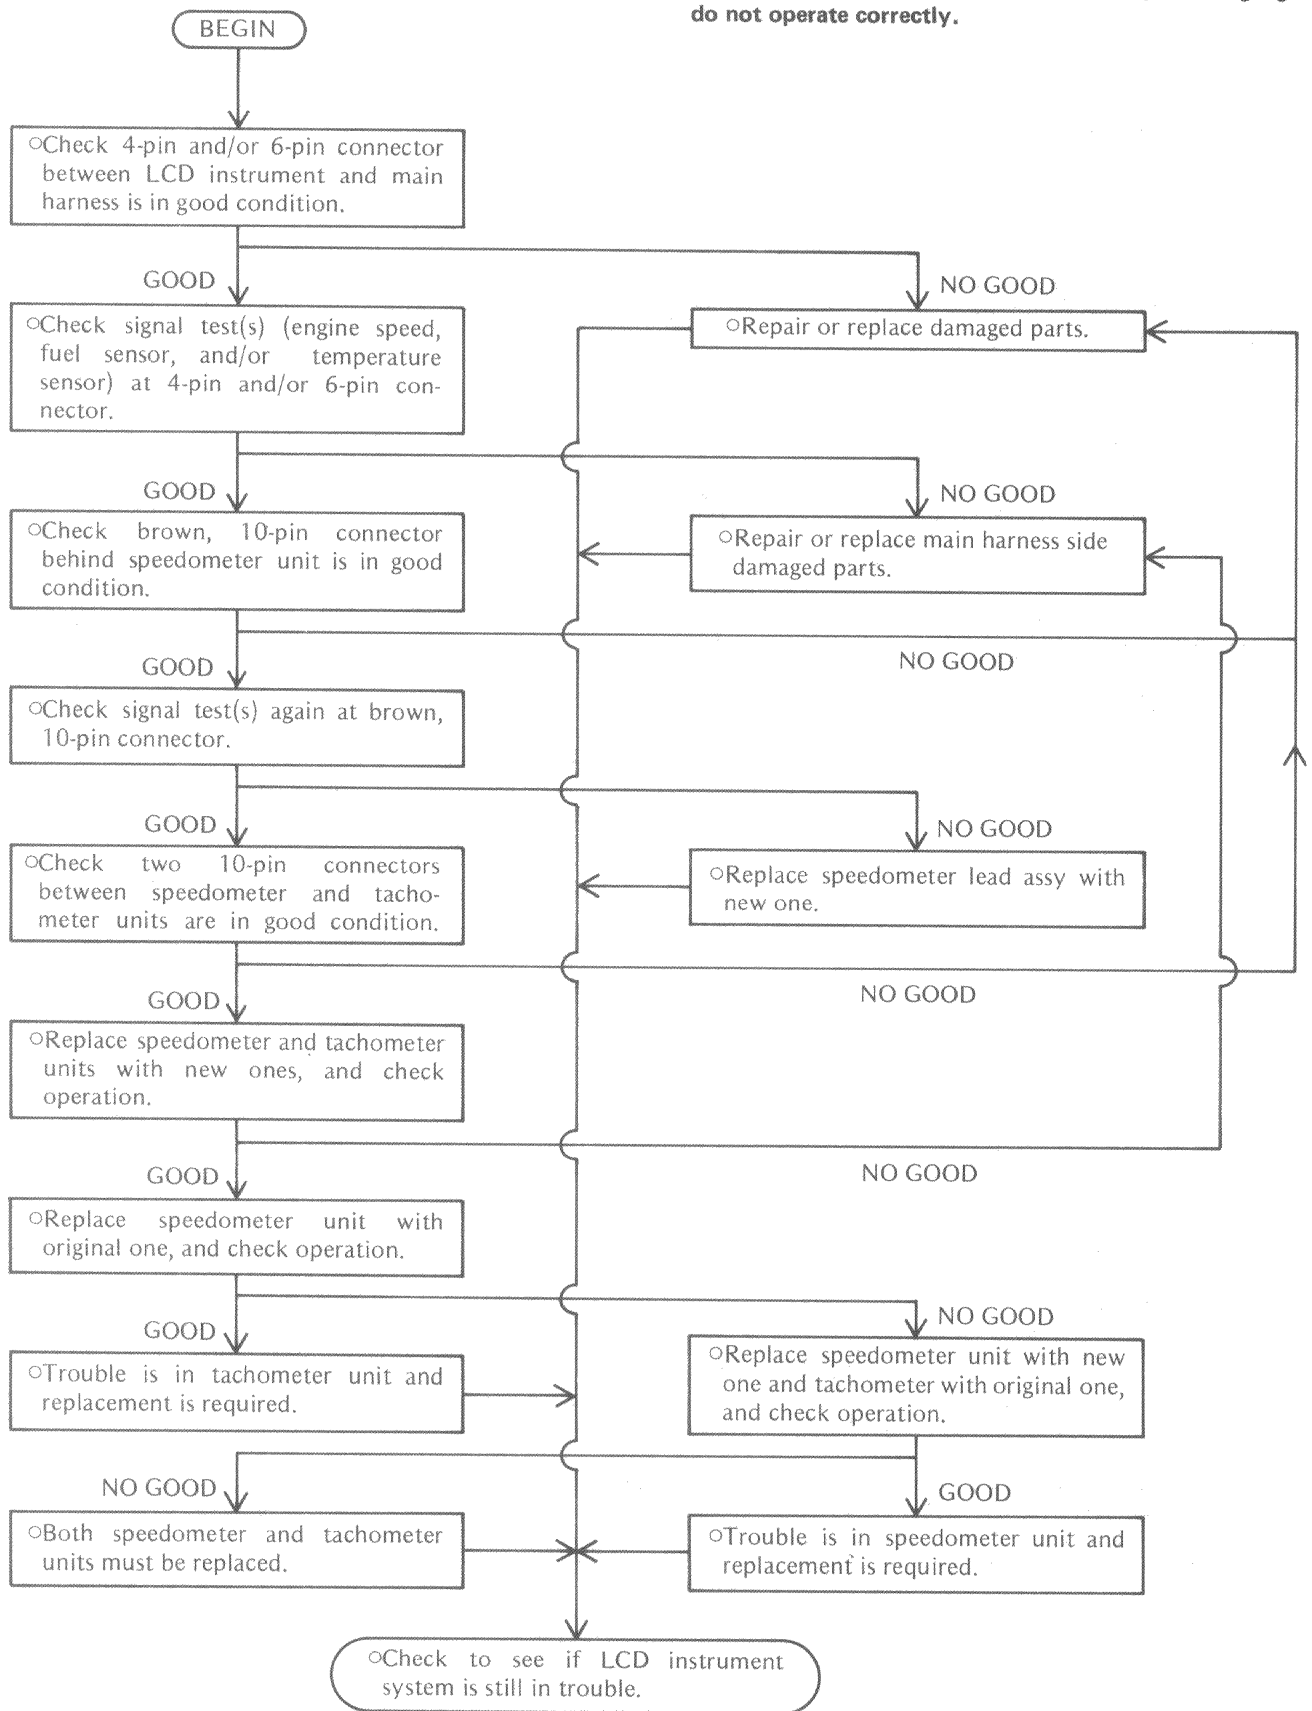 do not operate correctly.
BEGIN
○Check 4-pin and/or 6-pin connector
between LCD instrument and main
harness is in good condition.
GOOD
NO GOOD
○Check signal test(s) (engine speed,
fuel sensor, and/or temperature
sensor) at 4-pin and/or 6-pin con-
nector.
○Repair or replace damaged parts.
GOOD
NO GOOD
○Check brown, 10-pin connector
behind speedometer unit is in good
condition.
○Repair or replace main harness side
damaged parts.
GOOD
NO GOOD
○Check signal test(s) again at brown,
10-pin connector.
GOOD
NO GOOD
○Check two 10-pin connectors
between speedometer and tacho-
meter units are in good condition.
○Replace speedometer lead assy with
new one.
GOOD
NO GOOD
○Replace speedometer and tachometer
units with new ones, and check
operation.
GOOD
NO GOOD
○Replace speedometer unit with
original one, and check operation.
GOOD
NO GOOD
○Trouble is in tachometer unit and
replacement is required.
○Replace speedometer unit with new
one and tachometer with original one,
and check operation.
NO GOOD
GOOD
○Both speedometer and tachometer
units must be replaced.
○Trouble is in speedometer unit and
replacement is required.
○Check to see if LCD instrument
system is still in trouble.